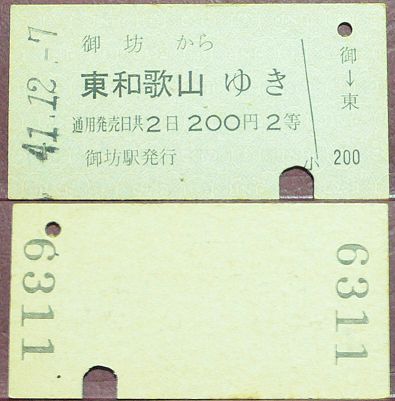 41.12.-7
御坊から
東和歌山ゆき
通用発売日共2日 200円 2等
御坊駅発行
小
御→東
200
6311
6311